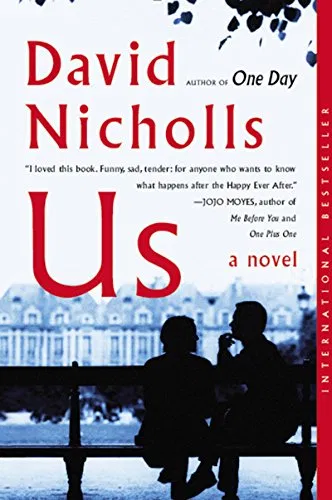 David
AUTHOR OF One Day
Nicholls
"I loved this book. Funny, sad, tender: for anyone who wants to know
what happens after the Happy Ever After."
—JOJO MOYES, author of
Me Before You and
One Plus One
Us
a novel
INTERNATIONAL BESTSELLER